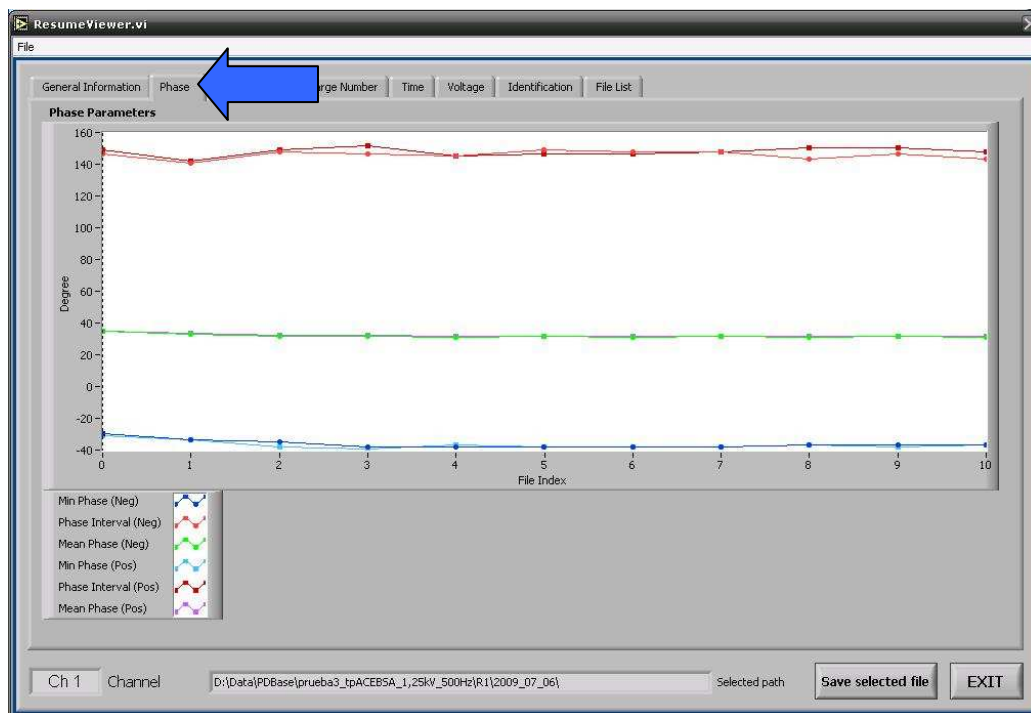 ResumeViewer.vi
File
General Information Phase Number Time Voltage Identification File List
Phase Parameters
160
140
120
100
80
60
40
20
0
-20
-40
Degree
0 1 2 3 4 5 6 7 8 9 10
File Index
Min Phase (Neg)
Phase Interval (Neg)
Mean Phase (Neg)
Min Phase (Pos)
Phase Interval (Pos)
Mean Phase (Pos)
Ch 1 Channel D:\Data\PDBase\prueba3_tpACEBSA_1,25kV_500Hz\R1\2009_07_06\ Selected path Save selected file EXIT